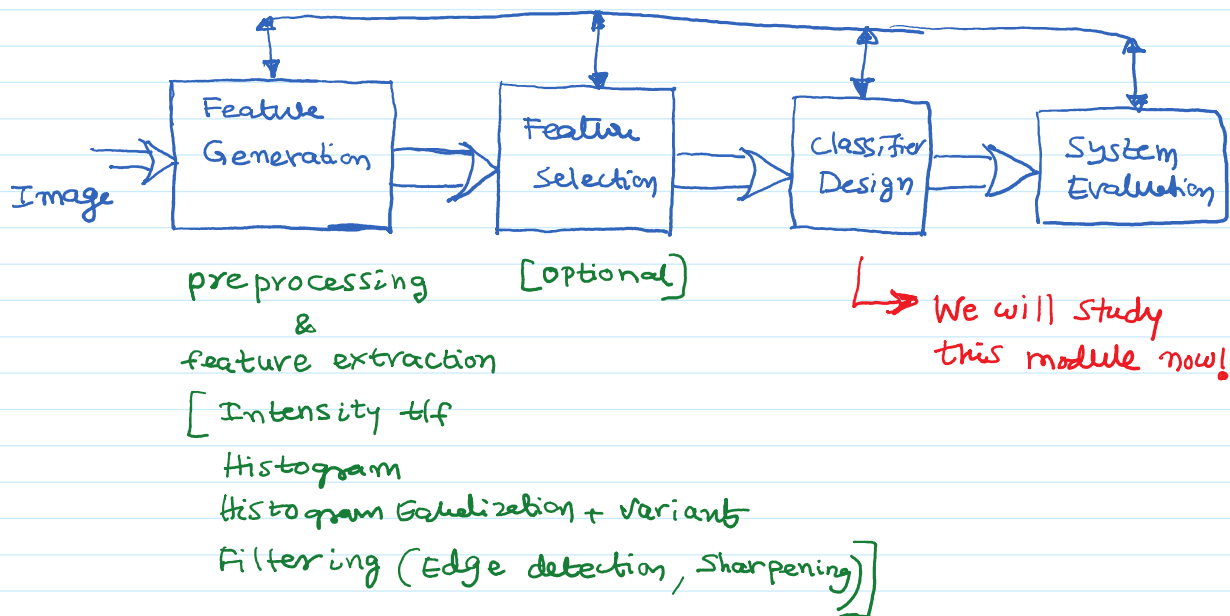 Image
Feature
Generation
Feature
Selection
Classifier
Design
System
Evaluation
preprocessing
&
feature extraction
[Intensity t/f
Histogram
Histogram Equalization + variants
Filtering (Edge detection, Sharpening)]
[optional]
We will study
this module now!